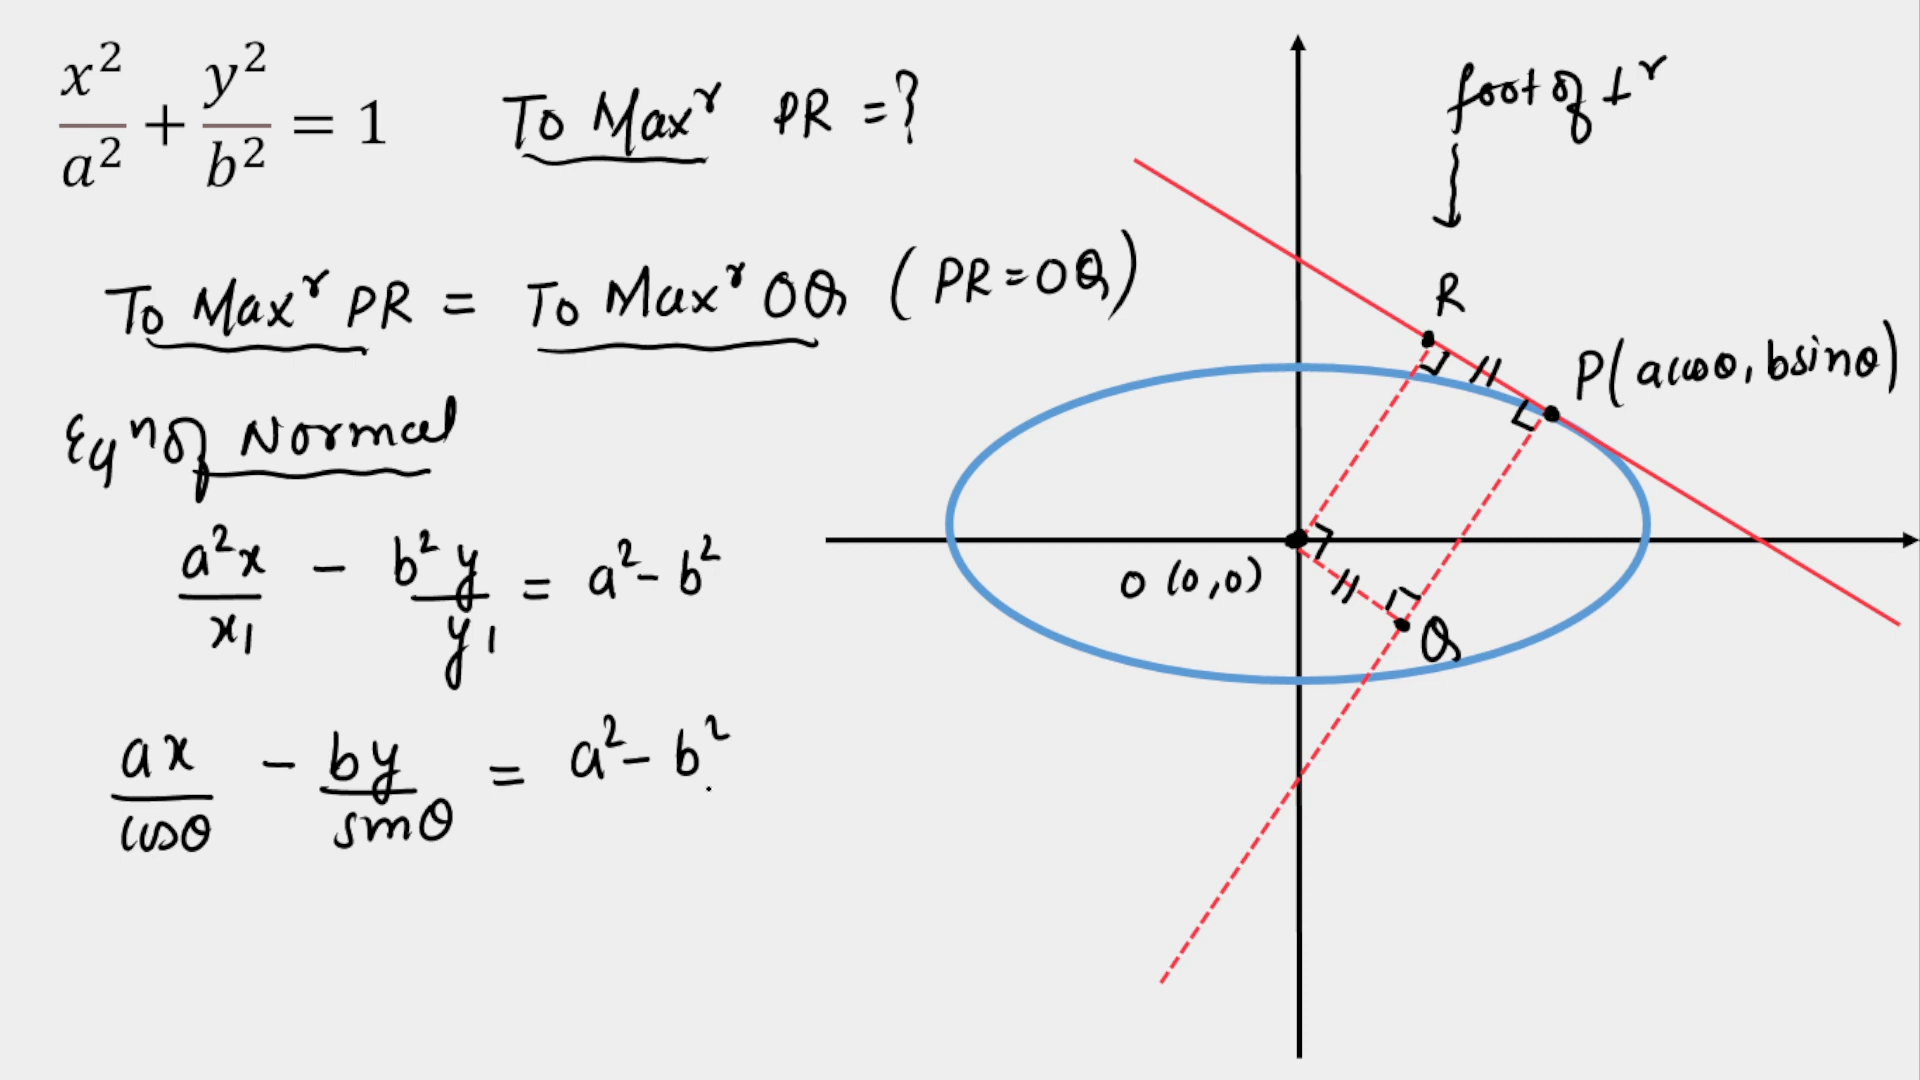 x²/a² + y²/b² = 1
To Maxʳ PR = ?
To Maxʳ PR = To Maxʳ OQ (PR = OQ)
Eqⁿ of Normal
a²x/x₁ - b²y/y₁ = a² - b²
ax/cosθ - by/sinθ = a² - b²
foot of ⊥ʳ
R
P(acosθ, bsinθ)
O (0,0)
Q